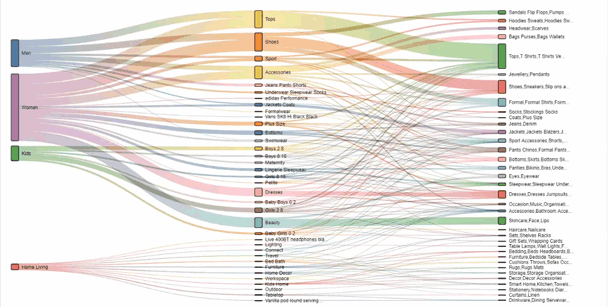 Men
Woman
Kids
Home Living
Tops
Shoes
Sport
Accessories
Jeans Pants Shorts
Underwear Sleepwear Socks
adidas Performance
Jackets Coats
Formalwear
Vans SK8 Hi Black Black
Plus Size
Bottoms
Swimwear
Boys 2 8
Boys 8 16
Maternity
Lingerie Sleepwear
Girls 8 16
Petite
Dresses
Baby Boys 0 2
Girls 2 8
Beauty
Baby Girls 0 2
Live 400BT headphones big
Lighting
Connect
Travel
Bed Bath
Furniture
Home Decor
Workspace
Kids Home
Outdoor
Tabletop
Vanilla pod round serving...
Sandals Flip Flops,Pumps
Hoodies Sweats,Hoodies Sw...
Headwear,Scarves
Bags Purses,Bags Wallets
Tops,T Shirts,T Shirts Ve...
Jewellery,Pendants
Shoes,Sneakers,Slip ons a...
Formal,Formal Shirts,Form...
Socks,Stockings Socks
Coats,Plus Size
Jeans,Denim
Jackets,Jackets Blazers,J...
Sport Accessories,Slip ons,...
Pants Chinos,Formal Pants...
Bottoms,Skirts,Bottoms Sk...
Panties Bikinis,Bras,Unde...
Eyes,Eyewear
Sleepwear,Sleepwear Under...
Dresses,Dresses Jumpsuits...
Occasion,Music,Organisat...
Accessories,Bathroom Acce...
Skincare,Face,Lips
Haircare,Nailcare
Sets,Shelves Racks
Gift Sets,Wrapping Cards
Table Lamps,Wall Lights,F...
Bedding,Beds Headboards,B...
Furniture,Bedside Tables,...
Cushions Throws,Sofas Occ...
Rugs,Rugs Mats
Storage,Storage Organisat...
Decor,Decor Accessories
Smart Home,Kitchen,Towels...
Stationery,Notebooks Diar...
Curtains,Linen
Drinkware,Dining Servewar...